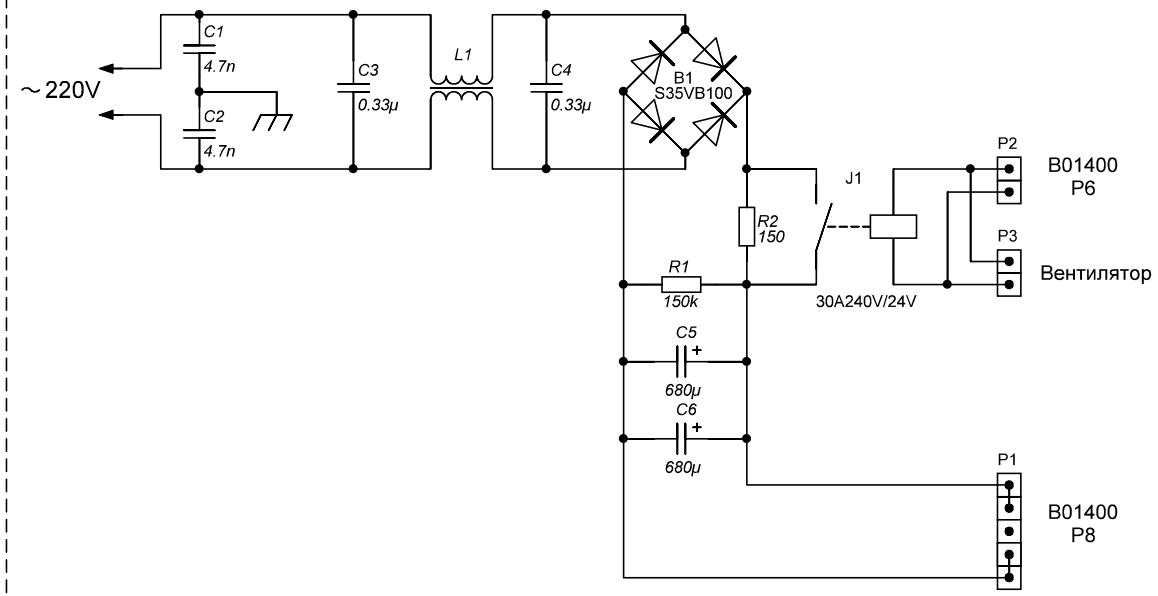 ~ 220V
C1
4.7n
C2
4.7n
C3
0.33µ
L1
C4
0.33µ
B1
S35VB100
R2
150
J1
30A240V/24V
P2
B01400
P6
P3
Вентилятор
R1
150k
C5
+
680µ
C6
+
680µ
P1
B01400
P8